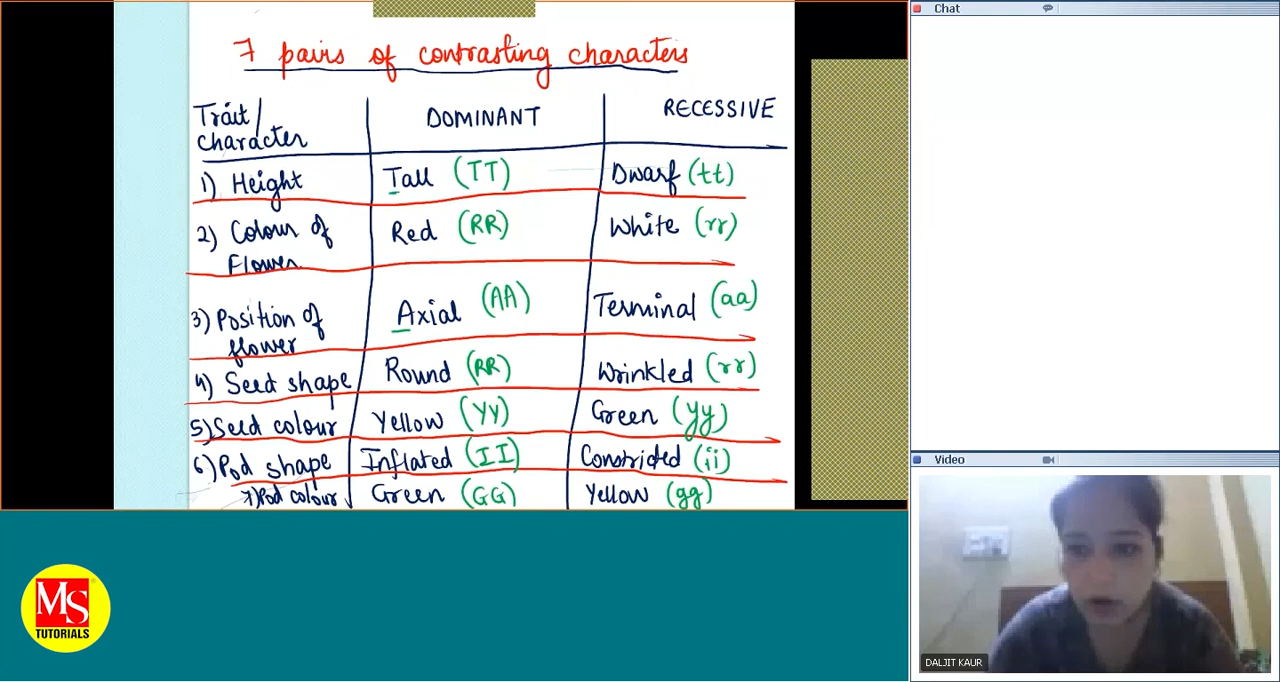 Chat
7 pairs of contrasting characters
Trait/ character DOMINANT RECESSIVE
1) Height Tall (TT) Dwarf (tt)
2) Colour of Flower Red (RR) White (rr)
3) Position of flower Axial (AA) Terminal (aa)
4) Seed shape Round (RR) Wrinkled (rr)
5) Seed colour Yellow (YY) Green (yy)
6) Pod shape Inflated (II) Constricted (ii)
7) Pod colour Green (GG) Yellow (gg)
Video
MS
TUTORIALS
DALJIT KAUR